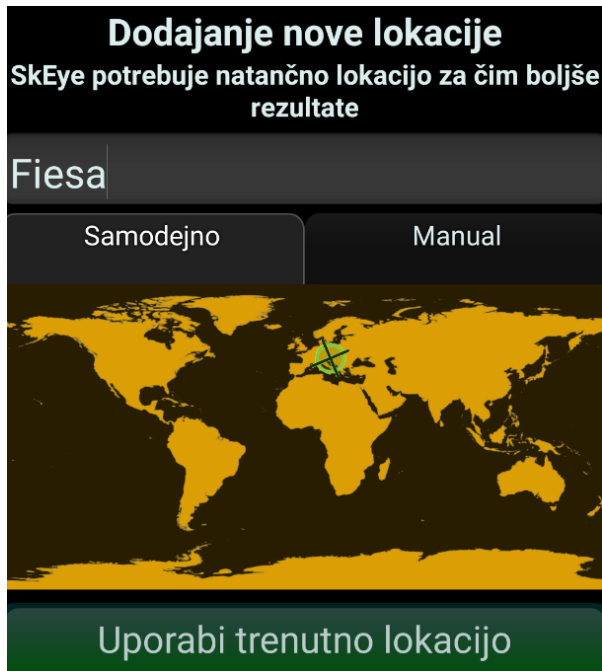 Dodajanje nove lokacije
SkEye potrebuje natančno lokacijo za čim boljše
rezultate
Fiesa
Samodejno
Manual
Uporabi trenutno lokacijo